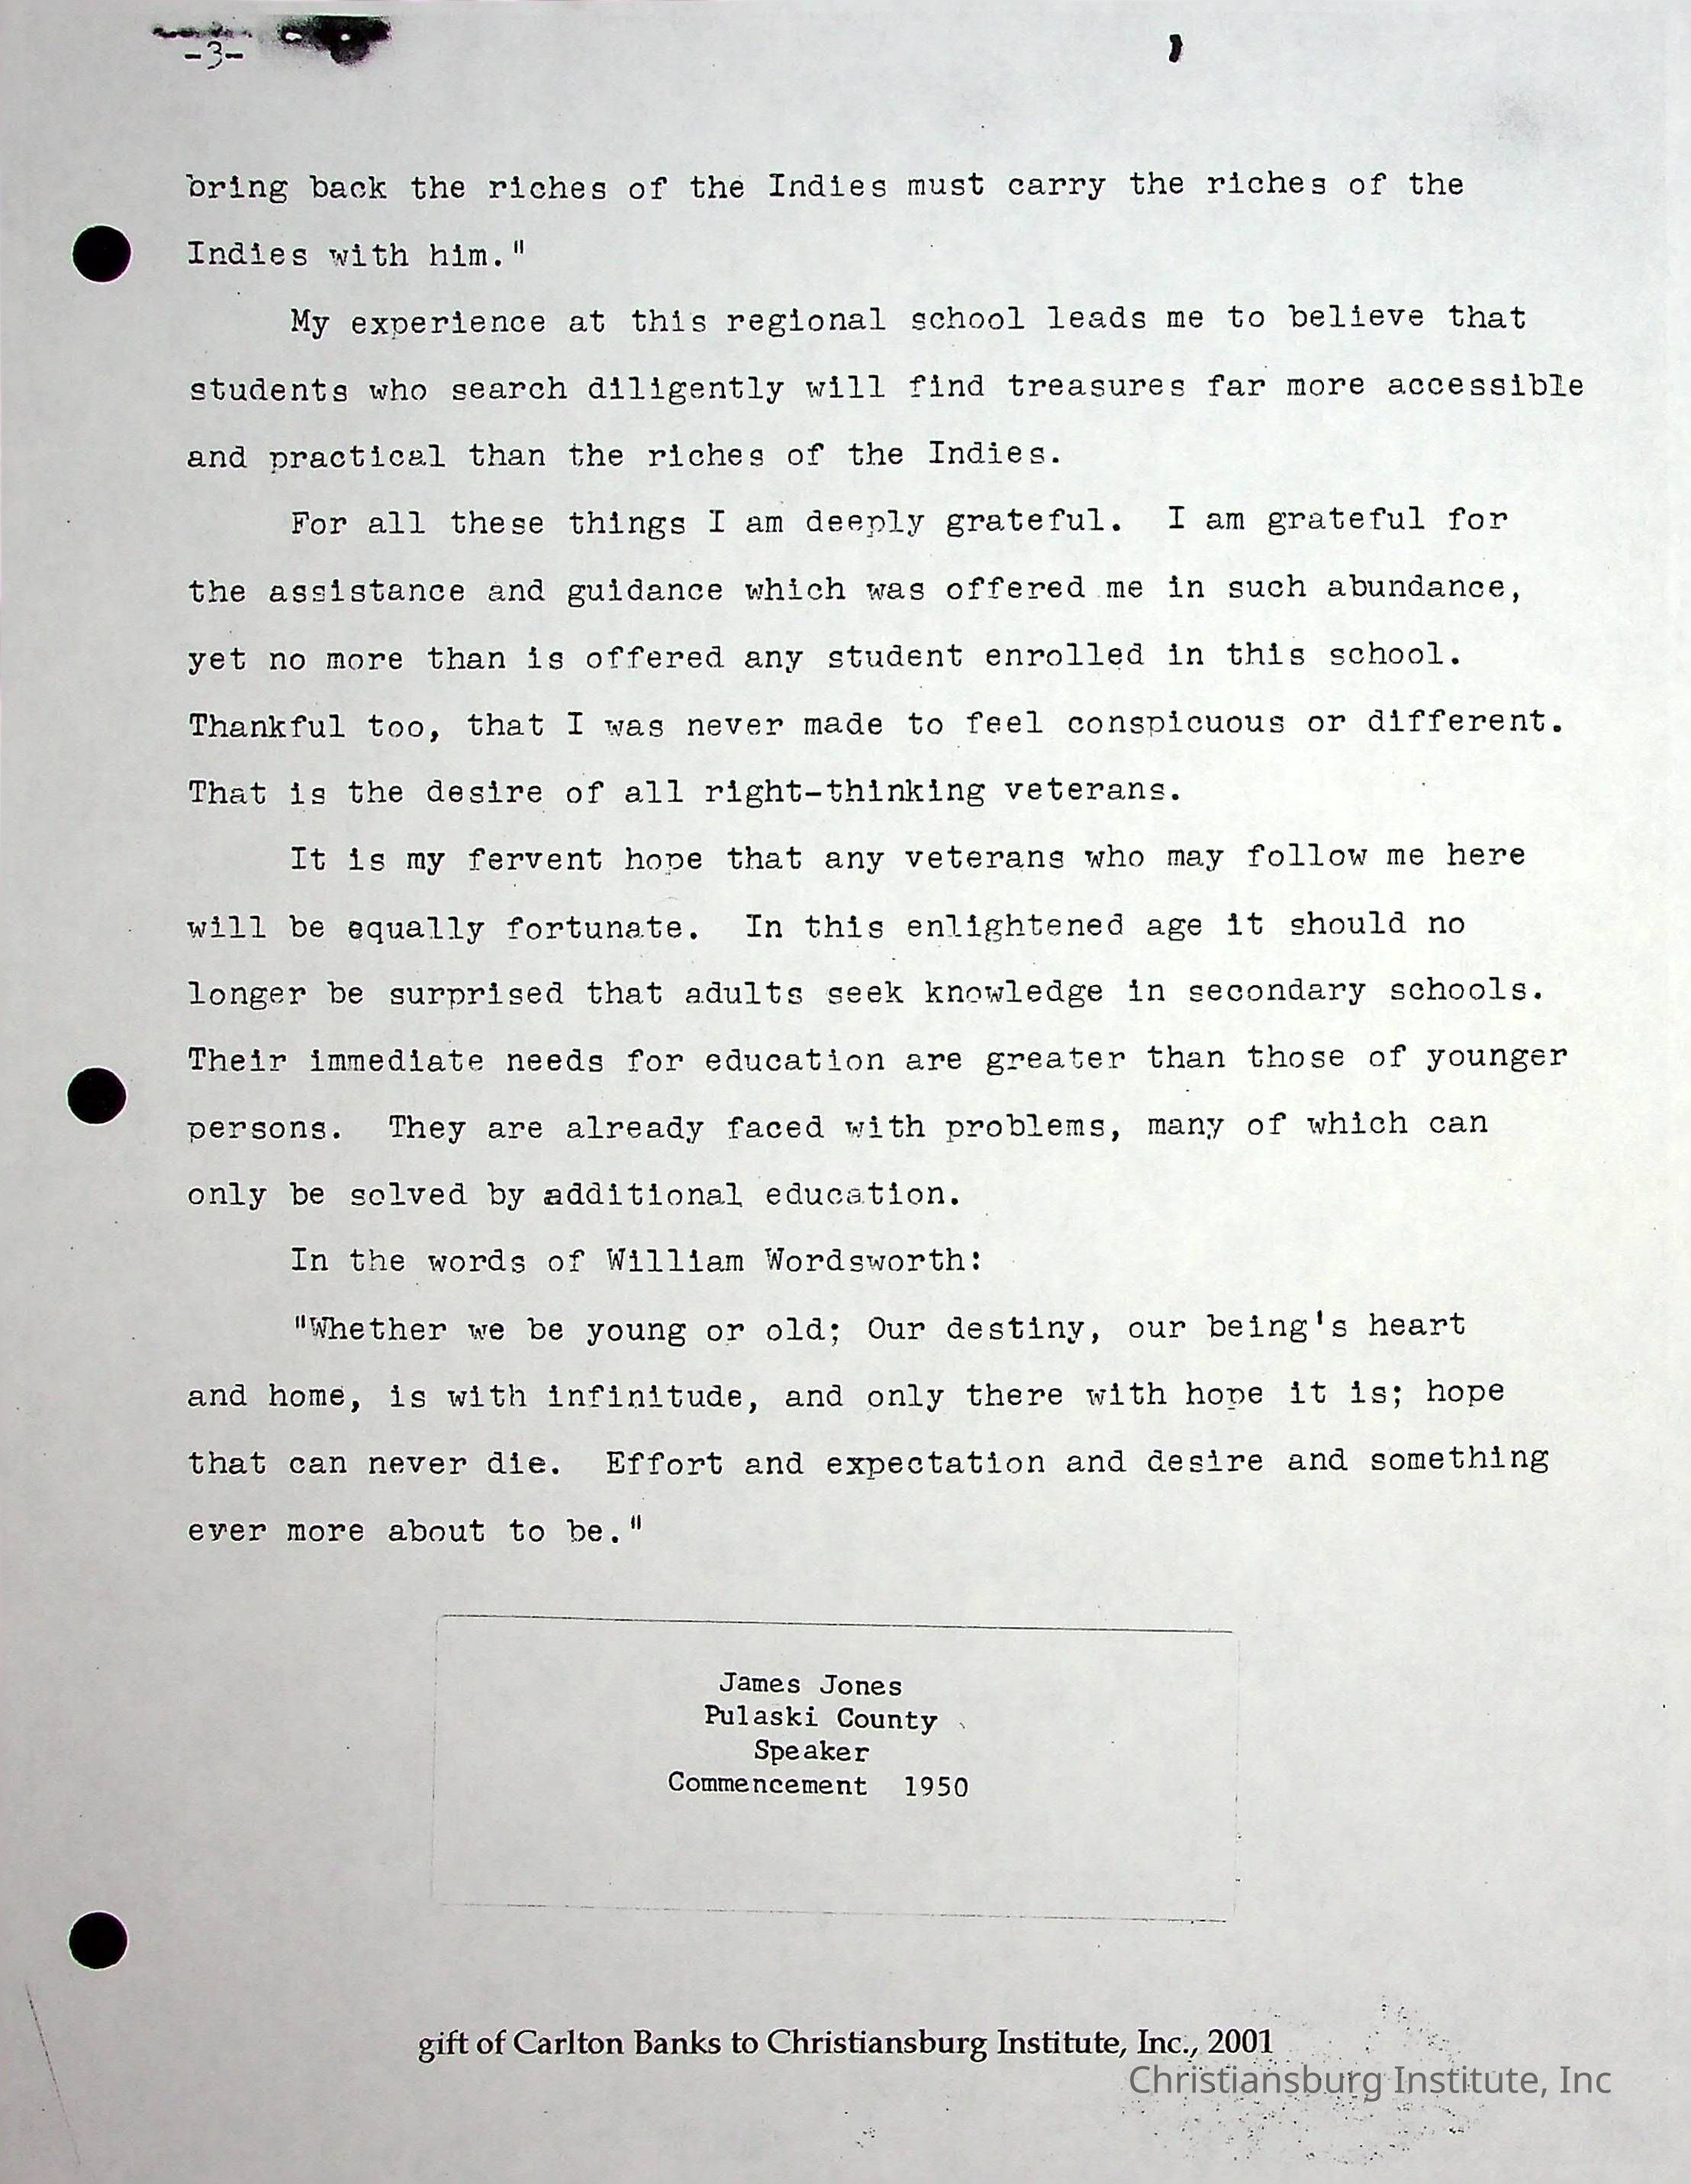 -3-
bring back the riches of the Indies must carry the riches of the
Indies with him."
My experience at this regional school leads me to believe that
students who search diligently will find treasures far more accessible
and practical than the riches of the Indies.
For all these things I am deeply grateful.  I am grateful for
the assistance and guidance which was offered me in such abundance,
yet no more than is offered any student enrolled in this school.
Thankful too, that I was never made to feel conspicuous or different.
That is the desire of all right-thinking veterans.
It is my fervent hope that any veterans who may follow me here
will be equally fortunate.  In this enlightened age it should no
longer be surprised that adults seek knowledge in secondary schools.
Their immediate needs for education are greater than those of younger
persons.  They are already faced with problems, many of which can
only be solved by additional education.
In the words of William Wordsworth:
"Whether we be young or old; Our destiny, our being's heart
and home, is with infinitude, and only there with hope it is; hope
that can never die.  Effort and expectation and desire and something
ever more about to be."
James Jones
Pulaski County
Speaker
Commencement  1950
gift of Carlton Banks to Christiansburg Institute, Inc., 2001
Christiansburg Institute, Inc